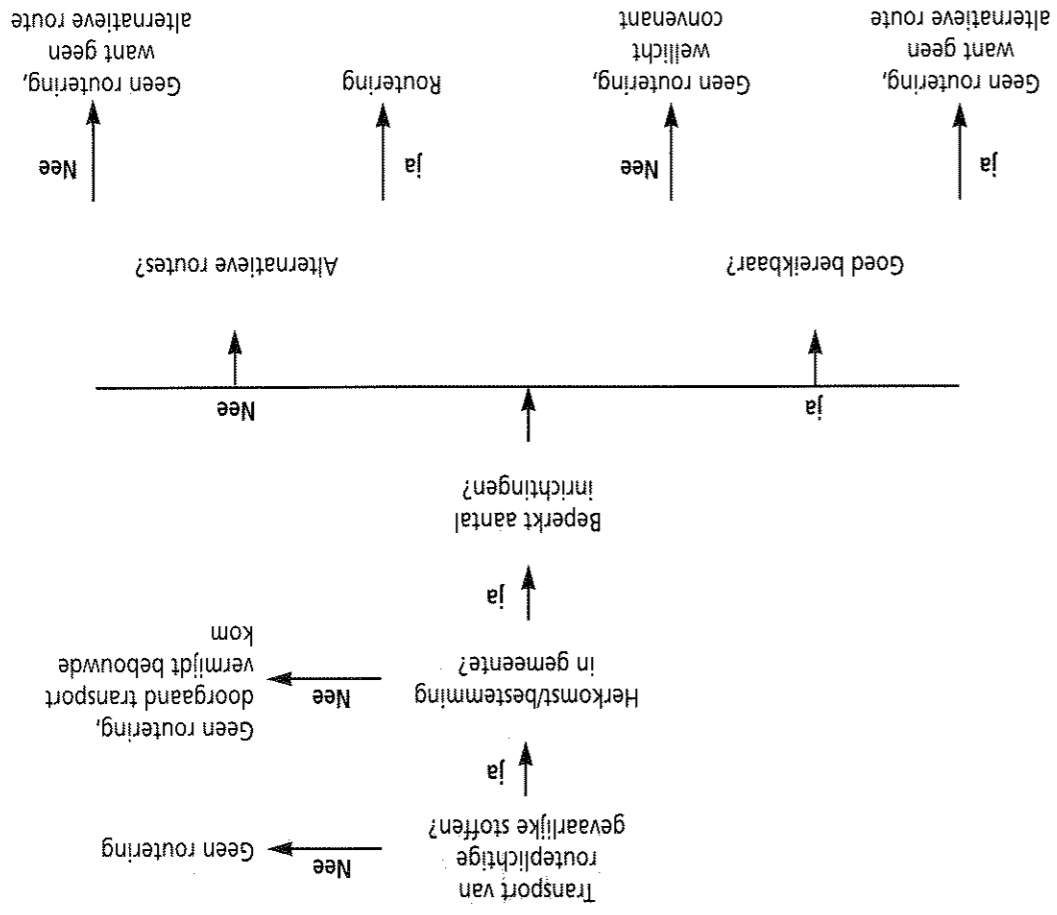 Transport van
routeplichtige
gevaarlijke stoffen?
Nee
Geen routering
ja
Herkomst/bestemming
in gemeente?
Nee
Geen routering,
doorgaand transport
vermijdt bebouwde
kom
ja
Beperkt aantal
inrichtingen?
ja
Nee
Goed bereikbaar?
Alternatieve routes?
ja
Geen routering,
want geen
alternatieve route
Nee
Geen routering,
wellicht
convenant
ja
Routering
Nee
Geen routering,
want geen
alternatieve route